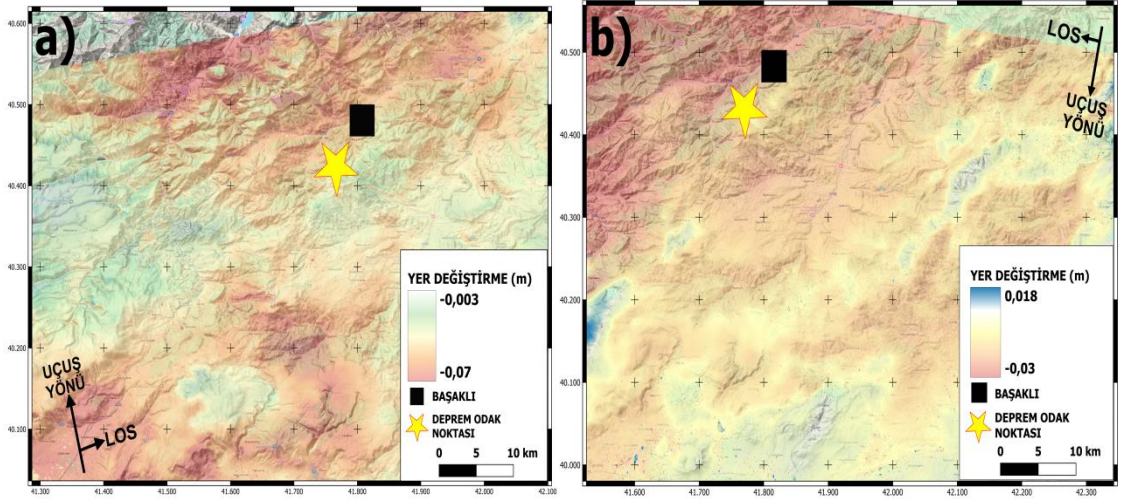 a)
40.600
40.500
40.400
40.300
40.200
40.100
41.300
41.400
41.500
41.600
41.700
41.800
41.900
42.000
42.100
YER DEĞİŞTİRME (m)
-0,003
-0,07
BAŞAKLI
DEPREM ODAK
NOKTASI
0 5 10 km
UÇUŞ
YÖNÜ
LOS
b)
40.500
40.400
40.300
40.200
40.100
40.000
41.600
41.700
41.800
41.900
42.000
42.100
42.200
42.300
LOS
UÇUŞ
YÖNÜ
YER DEĞİŞTİRME (m)
0,018
-0,03
BAŞAKLI
DEPREM ODAK
NOKTASI
0 5 10 km